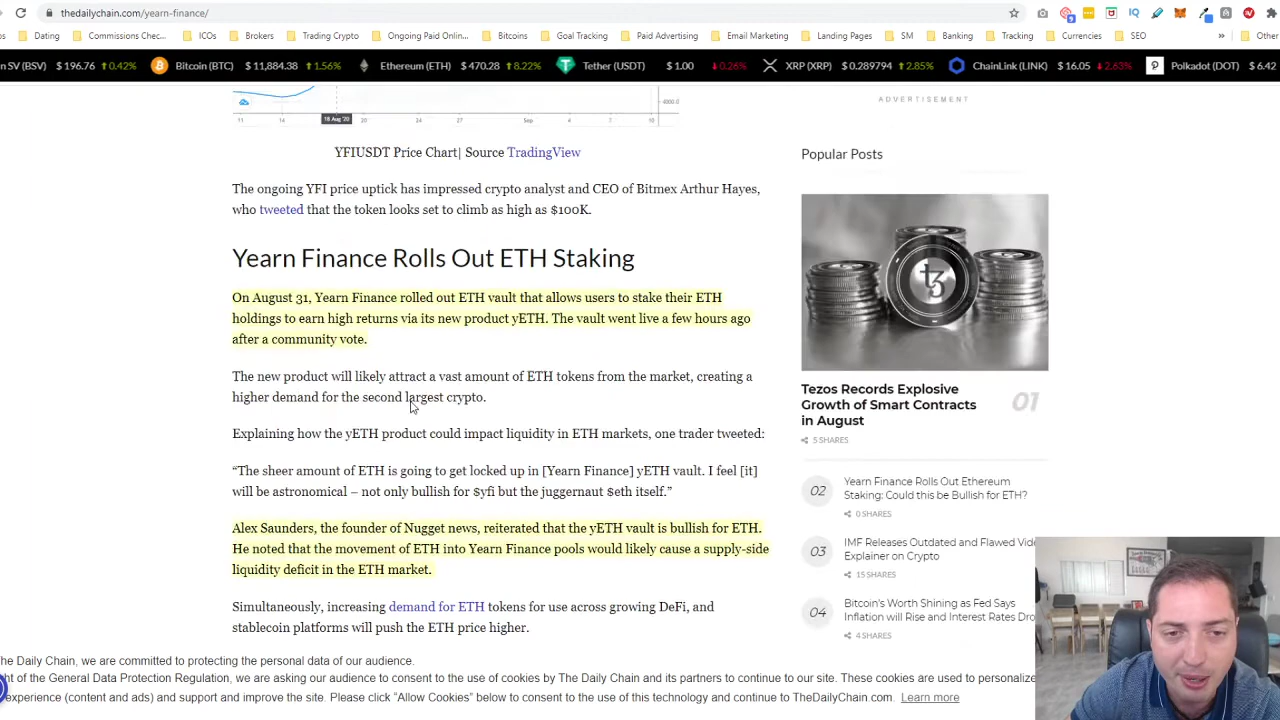 thedailychain.com/yearn-finance/
Dating
Commissions Chec...
ICOs
Brokers
Trading Crypto
Ongoing Paid Onlin...
Bitcoins
Goal Tracking
Paid Advertising
Email Marketing
Landing Pages
SM
Banking
Tracking
Currencies
SEO
»
Other
n SV (BSV) $ 196.76 0.42% Bitcoin (BTC) $ 11,884.38 1.56% Ethereum (ETH) $ 470.28 8.22% Tether (USDT) $ 1.00 0.26% XRP (XRP) $ 0.289794 2.85% ChainLink (LINK) $ 16.05 2.63% Polkadot (DOT) $ 6.42
4000.0
11 14 18 Aug '20 20 24 27 Sep 4 7 10
YFIUSDT Price Chart| Source TradingView
The ongoing YFI price uptick has impressed crypto analyst and CEO of Bitmex Arthur Hayes,
who tweeted that the token looks set to climb as high as $100K.
Yearn Finance Rolls Out ETH Staking
On August 31, Yearn Finance rolled out ETH vault that allows users to stake their ETH
holdings to earn high returns via its new product yETH. The vault went live a few hours ago
after a community vote.
The new product will likely attract a vast amount of ETH tokens from the market, creating a
higher demand for the second largest crypto.
Explaining how the yETH product could impact liquidity in ETH markets, one trader tweeted:
“The sheer amount of ETH is going to get locked up in [Yearn Finance] yETH vault. I feel [it]
will be astronomical – not only bullish for $yfi but the juggernaut $eth itself.”
Alex Saunders, the founder of Nugget news, reiterated that the yETH vault is bullish for ETH.
He noted that the movement of ETH into Yearn Finance pools would likely cause a supply-side
liquidity deficit in the ETH market.
Simultaneously, increasing demand for ETH tokens for use across growing DeFi, and
stablecoin platforms will push the ETH price higher.
ADVERTISEMENT
Popular Posts
Tezos Records Explosive
Growth of Smart Contracts
in August
01
5 SHARES
02
Yearn Finance Rolls Out Ethereum
Staking: Could this be Bullish for ETH?
0 SHARES
03
IMF Releases Outdated and Flawed Vid
Explainer on Crypto
15 SHARES
04
Bitcoin's Worth Shining as Fed Says
Inflation will Rise and Interest Rates Dro
4 SHARES
he Daily Chain, we are committed to protecting the personal data of our audience.
ht of the General Data Protection Regulation, we are asking our audience to consent to the use of cookies by The Daily Chain and its partners to continue to our site. These cookies are used to personalize
experience (content and ads) and support and improve the site. Please click "Allow Cookies" below to consent to the use of this technology and continue to TheDailyChain.com. Learn more